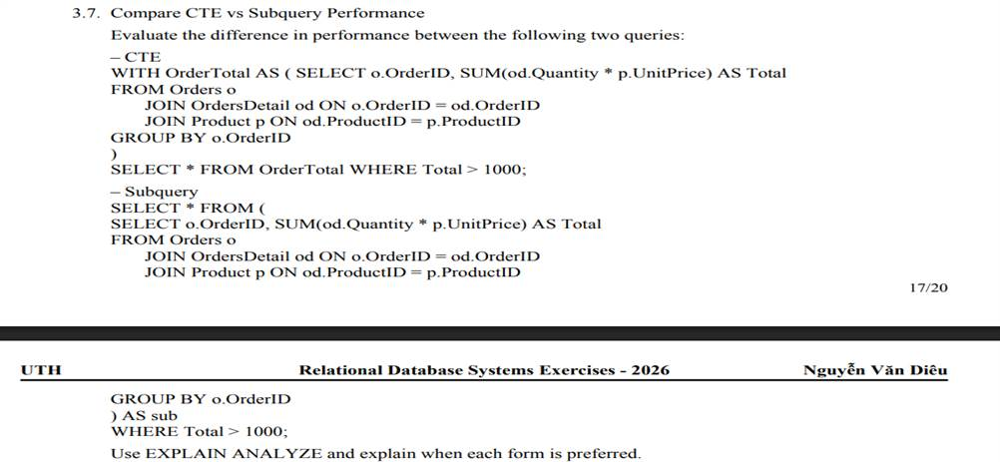 3.7. Compare CTE vs Subquery Performance
Evaluate the difference in performance between the following two queries:
– CTE
WITH OrderTotal AS ( SELECT o.OrderID, SUM(od.Quantity * p.UnitPrice) AS Total
FROM Orders o
JOIN OrdersDetail od ON o.OrderID = od.OrderID
JOIN Product p ON od.ProductID = p.ProductID
GROUP BY o.OrderID
)
SELECT * FROM OrderTotal WHERE Total > 1000;
– Subquery
SELECT * FROM (
SELECT o.OrderID, SUM(od.Quantity * p.UnitPrice) AS Total
FROM Orders o
JOIN OrdersDetail od ON o.OrderID = od.OrderID
JOIN Product p ON od.ProductID = p.ProductID
17/20
UTH Relational Database Systems Exercises - 2026 Nguyễn Văn Diêu
GROUP BY o.OrderID
) AS sub
WHERE Total > 1000;
Use EXPLAIN ANALYZE and explain when each form is preferred.